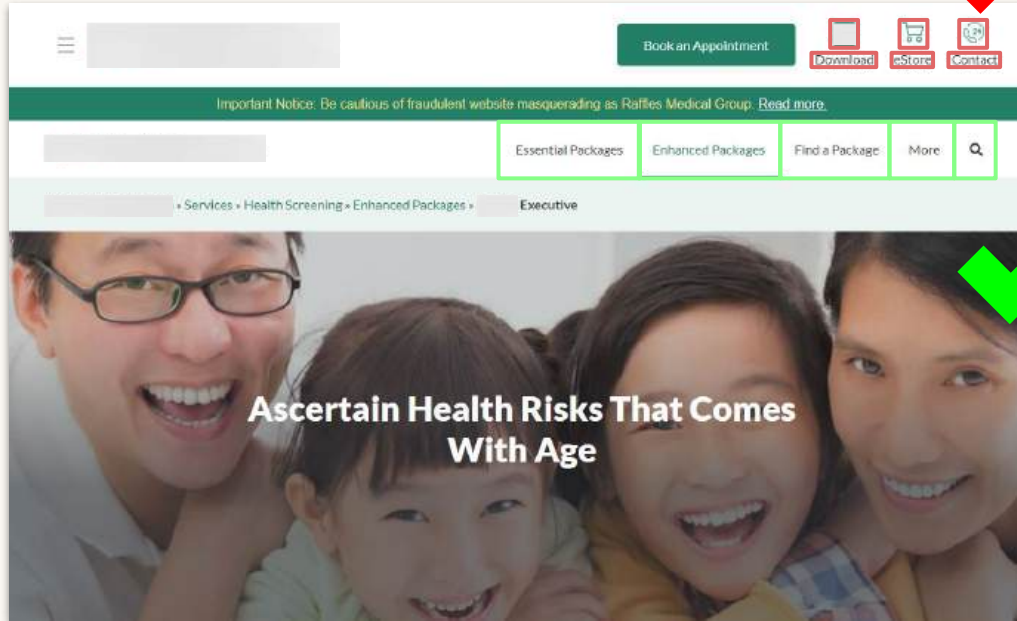 Book an Appointment
Download
eStore
24
Contact
Important Notice: Be cautious of fraudulent website masquerading as Raffles Medical Group. Read more.
Essential Packages
Enhanced Packages
Find a Package
More
» Services » Health Screening » Enhanced Packages » Executive
Ascertain Health Risks That Comes
With Age